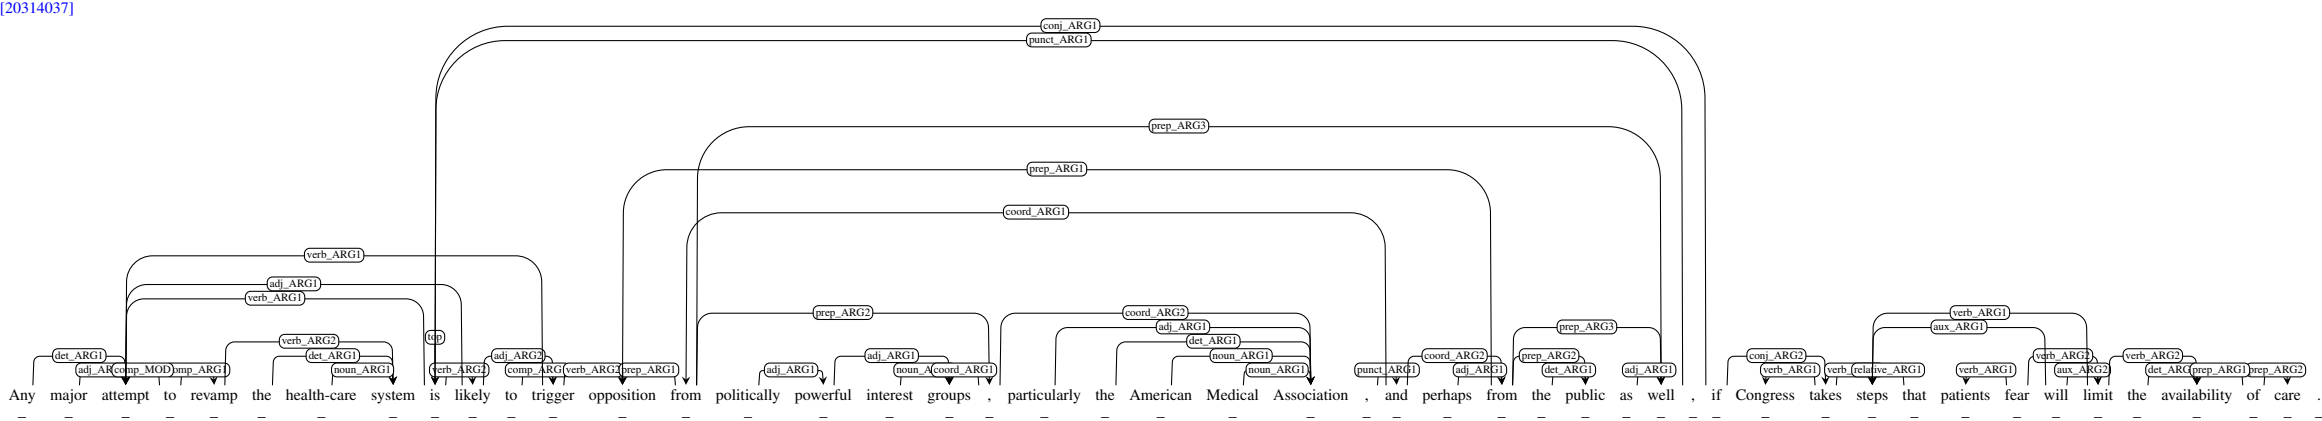 [20314037]
conj_ARG1
punct_ARG1
prep_ARG3
prep_ARG1
coord_ARG1
verb_ARG1
adj_ARG1
verb_ARG1
prep_ARG2 coord_ARG2 verb_ARG1
adj_ARG1 prep_ARG3 aux_ARG1
top
verb_ARG2 det_ARG1
det_ARG1 det_ARG1 adj_ARG2 adj_ARG1 noun_ARG1 coord_ARG2 prep_ARG2 conj_ARG2 verb_ARG2 verb_ARG2
comp_MOD noun_ARG1 verb_ARG2 verb_ARG2 prep_ARG1 adj_ARG1 coord_ARG1 noun_ARG1 punct_ARG1 adj_ARG1 det_ARG1 adj_ARG1 verb_ARG1 relative_ARG1 verb_ARG1 aux_ARG2 prep_ARG1 prep_ARG2
Any major attempt to revamp the health-care system is likely to trigger opposition from politically powerful interest groups , particularly the American Medical Association , and perhaps from the public as well , if Congress takes steps that patients fear will limit the availability of care .
_ _ _ _ _ _ _ _ _ _ _ _ _ _ _ _ _ _ _ _ _ _ _ _ _ _ _ _ _ _ _ _ _ _ _ _ _ _ _ _ _ _ _ _ _ _